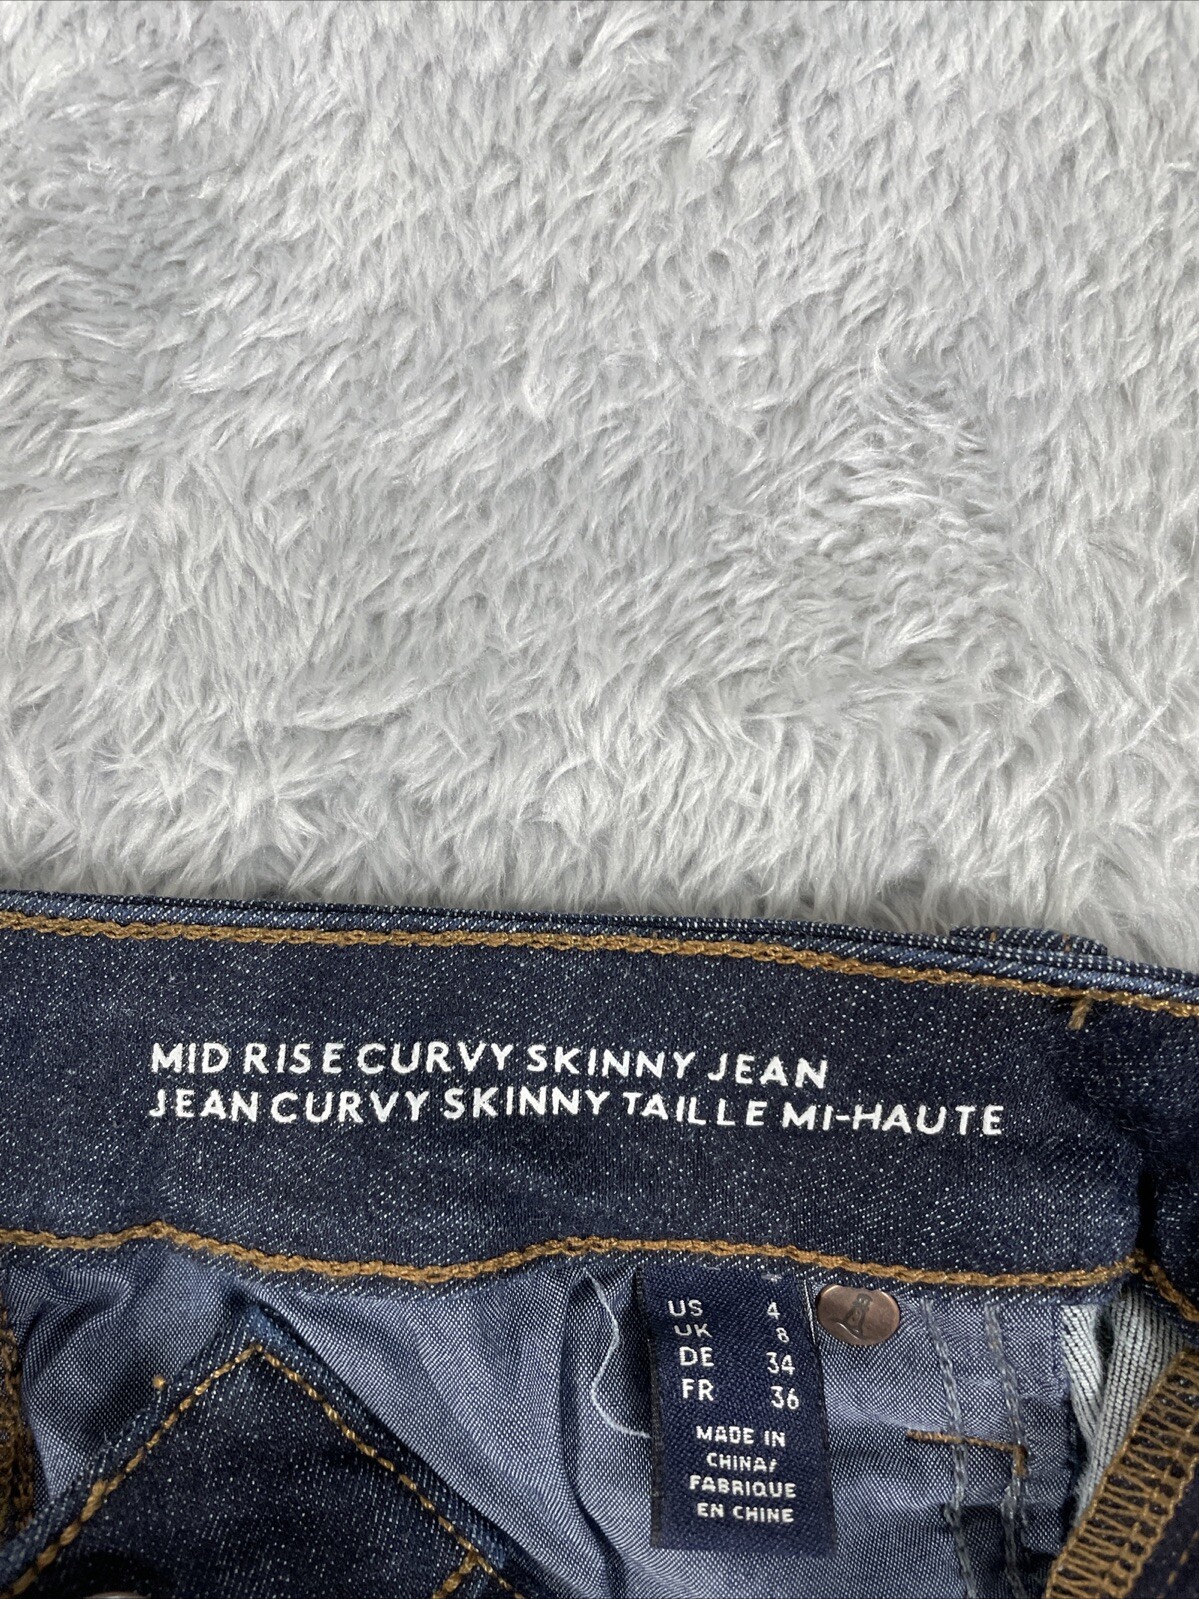 MID RISE CURVY SKINNY JEAN
JEAN CURVY SKINNY TAILLE MI-HAUTE
US 4
UK 8
DE 34
FR 36
MADE IN
CHINA/
FABRIQUE
EN CHINE